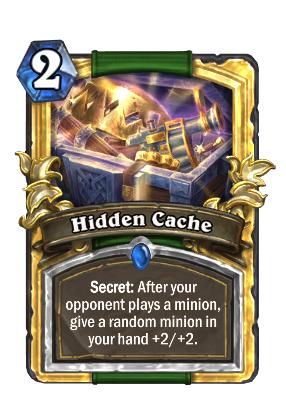 2
Hidden Cache
Secret: After your
opponent plays a minion,
give a random minion in
your hand +2/+2.